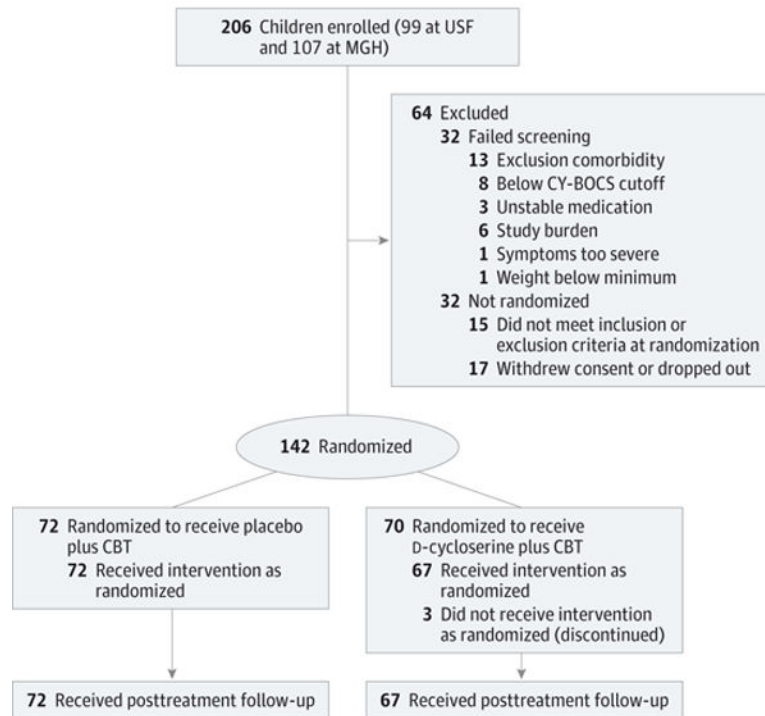 206 Children enrolled (99 at USF
and 107 at MGH)
64 Excluded
32 Failed screening
13 Exclusion comorbidity
8 Below CY-BOCS cutoff
3 Unstable medication
6 Study burden
1 Symptoms too severe
1 Weight below minimum
32 Not randomized
15 Did not meet inclusion or
exclusion criteria at randomization
17 Withdrew consent or dropped out
142 Randomized
72 Randomized to receive placebo
plus CBT
72 Received intervention as
randomized
70 Randomized to receive
D-cycloserine plus CBT
67 Received intervention as
randomized
3 Did not receive intervention
as randomized (discontinued)
72 Received posttreatment follow-up
67 Received posttreatment follow-up